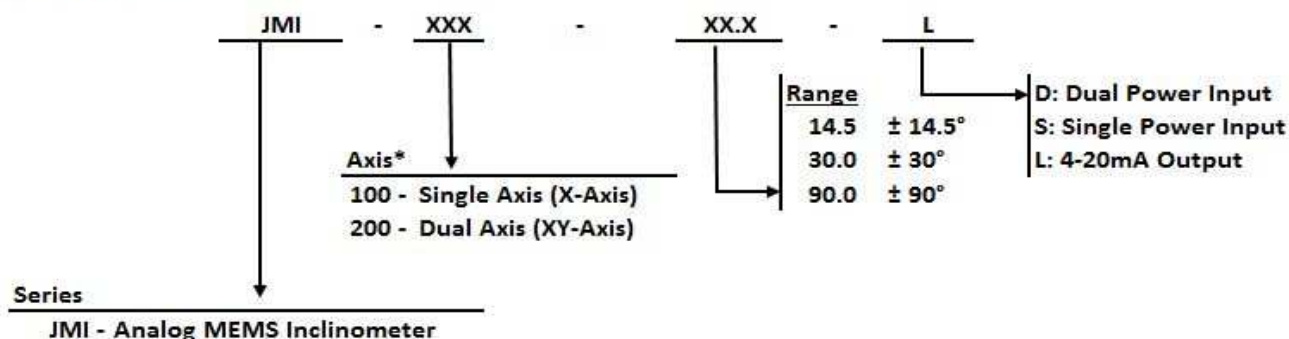 JMI - XXX - XX.X - L
Range
14.5 ± 14.5°
30.0 ± 30°
90.0 ± 90°
D: Dual Power Input
S: Single Power Input
L: 4-20mA Output
Axis*
100 - Single Axis (X-Axis)
200 - Dual Axis (XY-Axis)
Series
JMI - Analog MEMS Inclinometer